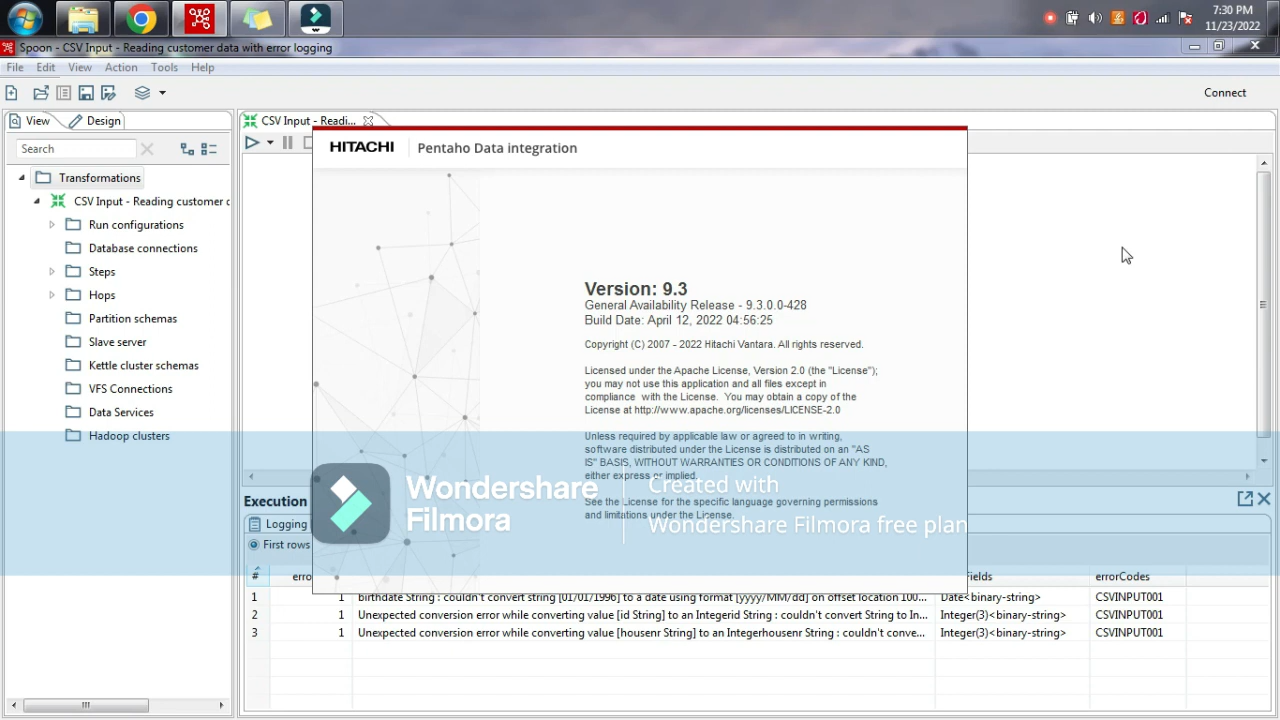 7:30 PM
11/23/2022
Spoon - CSV Input - Reading customer data with error logging
File Edit View Action Tools Help
Connect
View Design
CSV Input - Readi...
Search
HITACHI Pentaho Data integration
Transformations
CSV Input - Reading customer
Run configurations
Database connections
Steps
Hops
Partition schemas
Slave server
Kettle cluster schemas
VFS Connections
Data Services
Hadoop clusters
Version: 9.3
General Availability Release - 9.3.0.0-428
Build Date: April 12, 2022 04:56:25
Copyright (C) 2007 - 2022 Hitachi Vantara. All rights reserved.
Licensed under the Apache License, Version 2.0 (the "License");
you may not use this application and all files except in
compliance with the License. You may obtain a copy of the
License at http://www.apache.org/licenses/LICENSE-2.0
Unless required by applicable law or agreed to in writing,
software distributed under the License is distributed on an "AS
IS" BASIS, WITHOUT WARRANTIES OR CONDITIONS OF ANY KIND,
either express or implied.
See the License for the specific language governing permissions
and limitations under the License.
Wondershare
Filmora
Created with
Wondershare Filmora free plan
Execution
Logging
First rows
# erro ields errorCodes
1 1 birthdate String : couldn't convert string [01/01/1996] to a date using format [yyyy/MM/dd] on offset location 100... Date<binary-string> CSVINPUT001
2 1 Unexpected conversion error while converting value [id String] to an Integerid String : couldn't convert String to In... Integer(3)<binary-string> CSVINPUT001
3 1 Unexpected conversion error while converting value [housenr String] to an Integerhousenr String : couldn't conve... Integer(3)<binary-string> CSVINPUT001